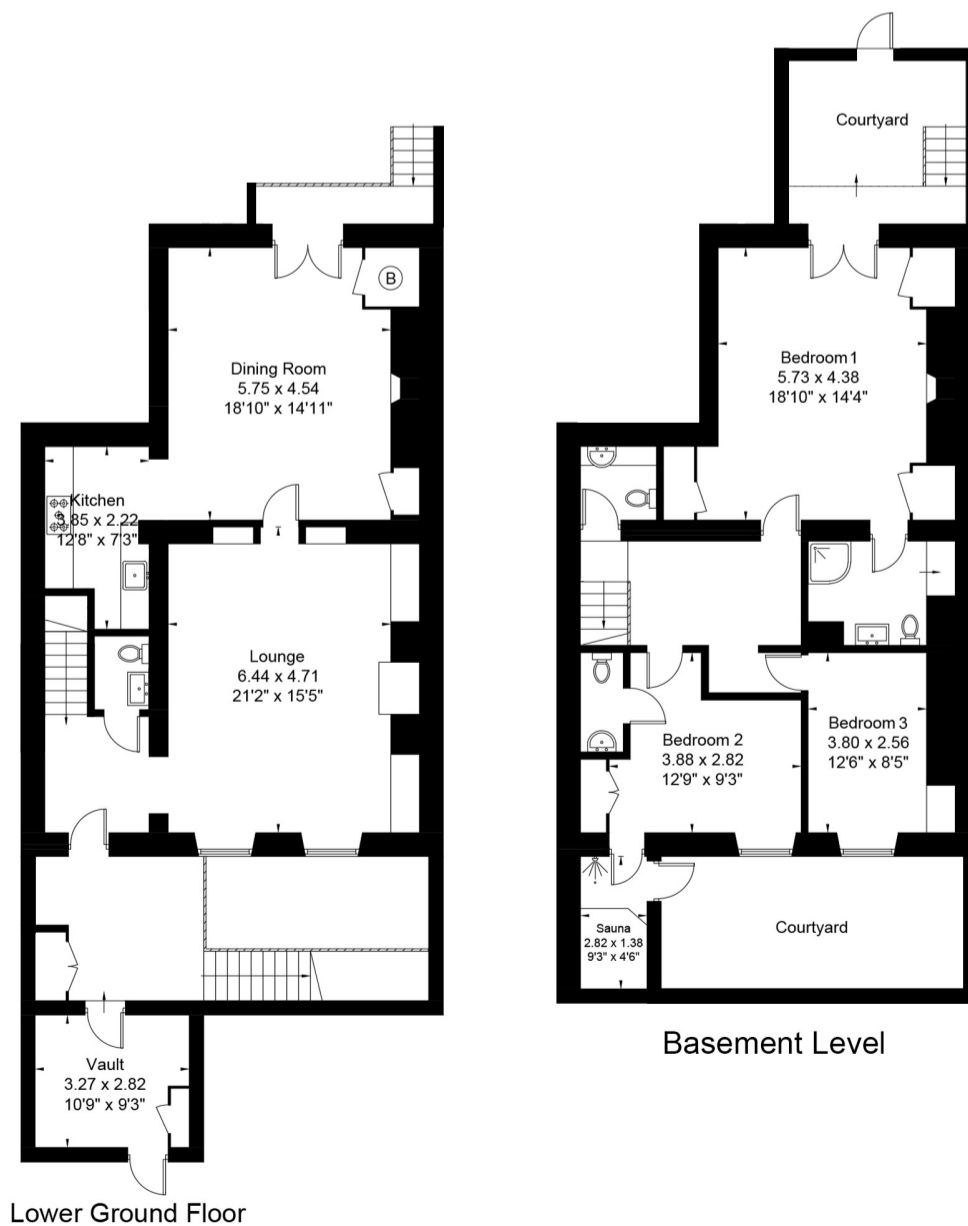 Courtyard
B
Dining Room
5.75 x 4.54
18'10" x 14'11"
Bedroom 1
5.73 x 4.38
18'10" x 14'4"
Kitchen
3.85 x 2.22
12'8" x 7'3"
Lounge
6.44 x 4.71
21'2" x 15'5"
Bedroom 2
3.88 x 2.82
12'9" x 9'3"
Bedroom 3
3.80 x 2.56
12'6" x 8'5"
Sauna
2.82 x 1.38
9'3" x 4'6"
Courtyard
Basement Level
Vault
3.27 x 2.82
10'9" x 9'3"
Lower Ground Floor